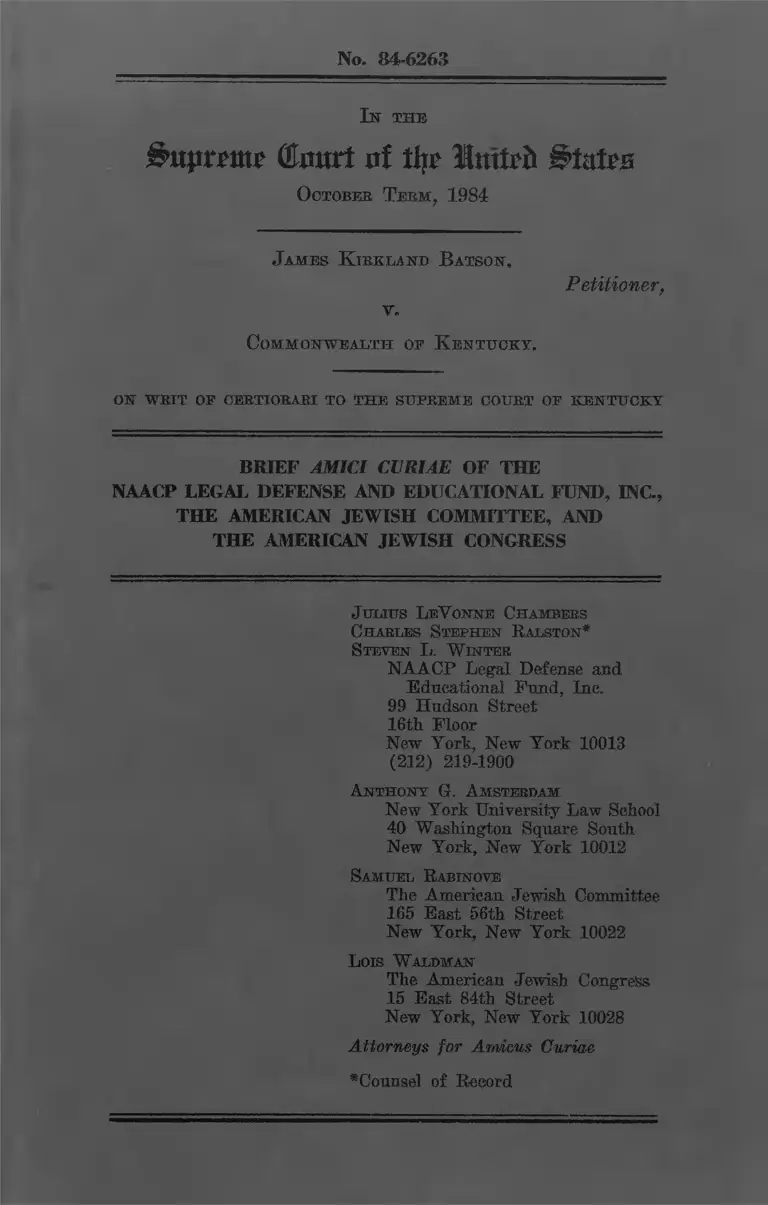 No. 84-6263
IN THE
Supreme Court of the United States
OCTOBER TERM, 1984
JAMES KIRKLAND BATSON,
Petitioner,
v.
COMMONWEALTH OF KENTUCKY.
ON WRIT OF CERTIORARI TO THE SUPREME COURT OF KENTUCKY
BRIEF AMICI CURIAE OF THE
NAACP LEGAL DEFENSE AND EDUCATIONAL FUND, INC.,
THE AMERICAN JEWISH COMMITTEE, AND
THE AMERICAN JEWISH CONGRESS
JULIUS LEVONNE CHAMBERS
CHARLES STEPHEN RALSTON*
STEVEN L. WINTER
NAACP Legal Defense and
Educational Fund, Inc.
99 Hudson Street
16th Floor
New York, New York 10013
(212) 219-1900
ANTHONY G. AMSTERDAM
New York University Law School
40 Washington Square South
New York, New York 10012
SAMUEL RABINOVE
The American Jewish Committee
165 East 56th Street
New York, New York 10022
LOIS WALDMAN
The American Jewish Congress
15 East 84th Street
New York, New York 10028
Attorneys for Amicus Curiae
*Counsel of Record